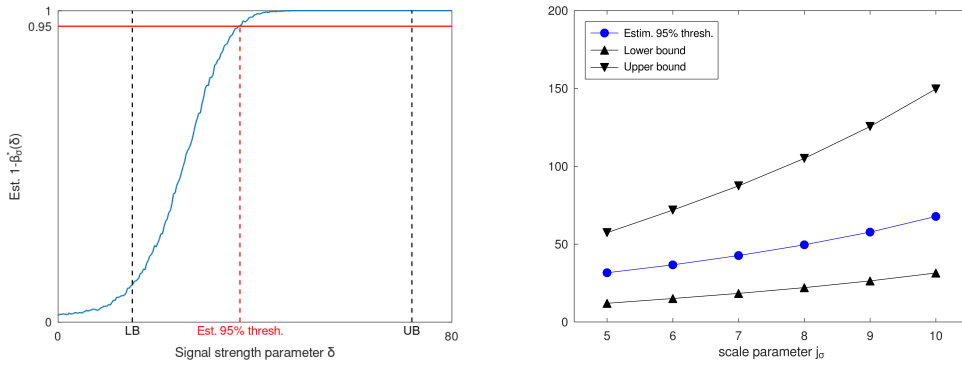 1
0.95
Est. 1-β*σ(δ)
0
0
LB
Est. 95% thresh.
UB
80
Signal strength parameter δ
200
150
100
50
0
Estim. 95% thresh.
Lower bound
Upper bound
5
6
7
8
9
10
scale parameter jσ